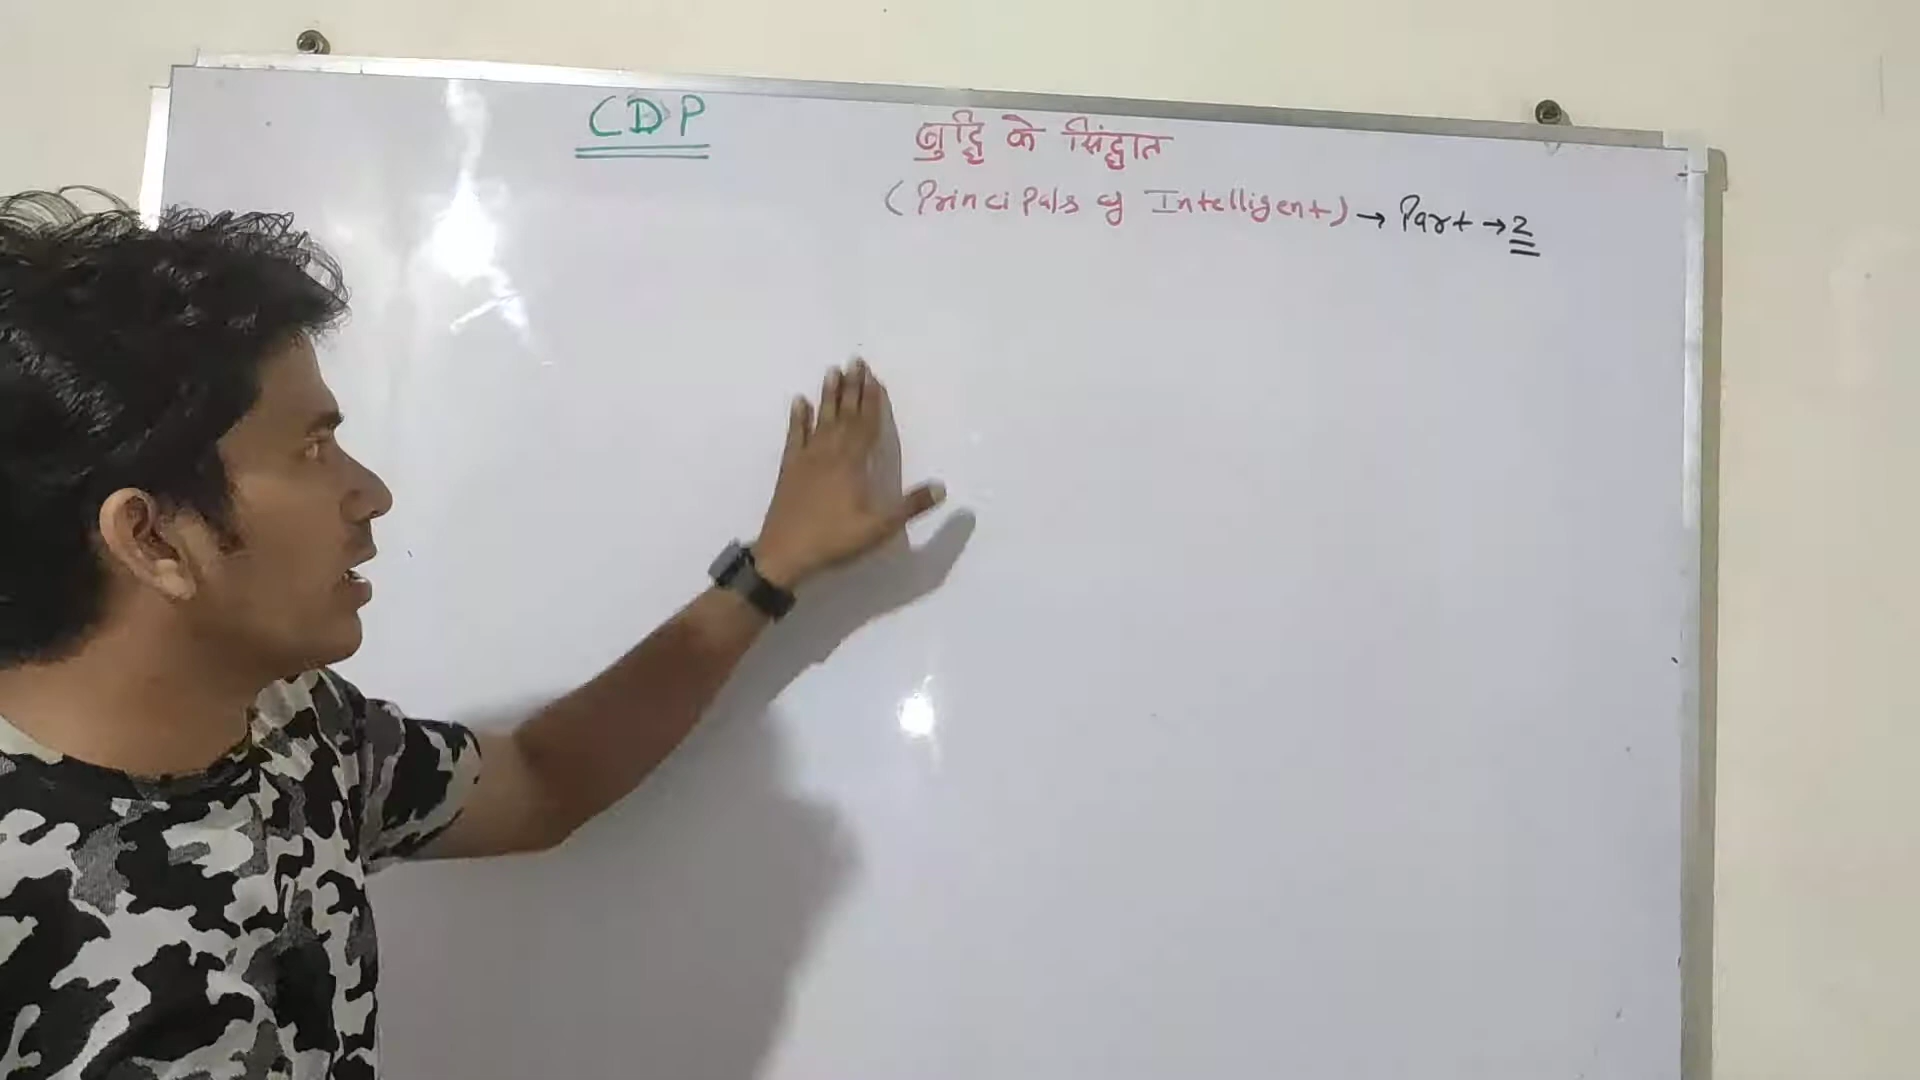 CDP
बुद्धि के सिंद्धात
(Principals of Intelligent) → Part → 2